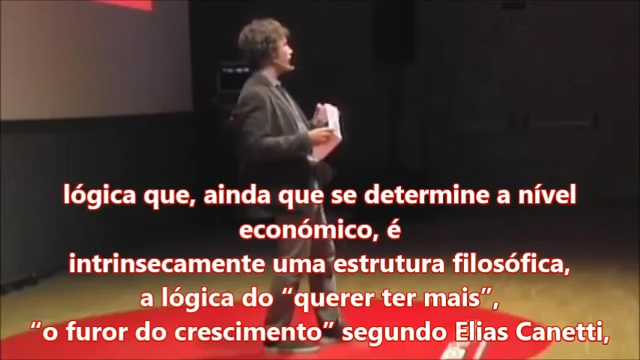 lógica que, ainda que se determine a nível
económico, é
intrinsecamente uma estrutura filosófica,
a lógica do “querer ter mais”,
“o furor do crescimento” segundo Elias Canetti,